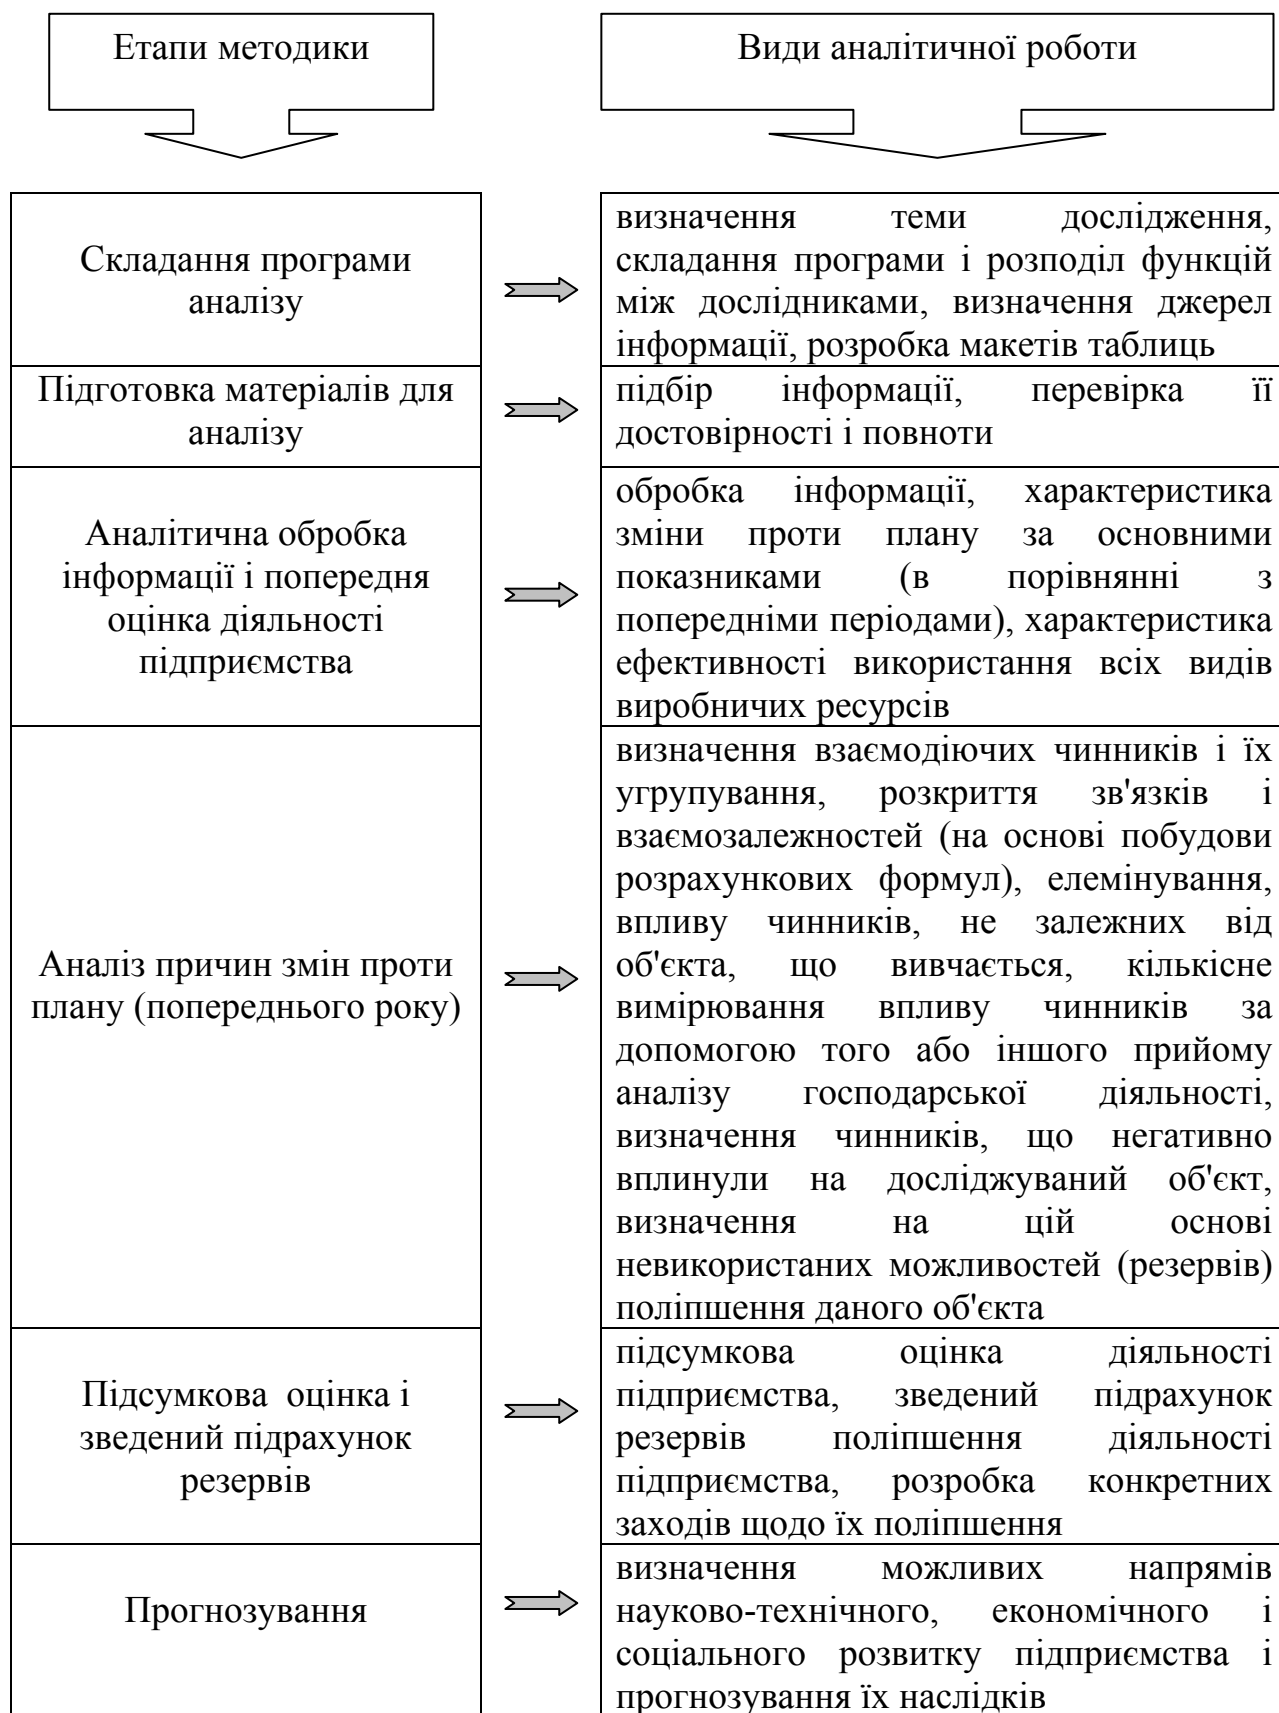 Етапи методики
Види аналітичної роботи
Складання програми
аналізу
визначення теми дослідження,
складання програми і розподіл функцій
між дослідниками, визначення джерел
інформації, розробка макетів таблиць
Підготовка матеріалів для
аналізу
підбір інформації, перевірка її
достовірності і повноти
Аналітична обробка
інформації і попередня
оцінка діяльності
підприємства
обробка інформації, характеристика
зміни проти плану за основними
показниками (в порівнянні з
попередніми періодами), характеристика
ефективності використання всіх видів
виробничих ресурсів
Аналіз причин змін проти
плану (попереднього року)
визначення взаємодіючих чинників і їх
угрупування, розкриття зв'язків і
взаємозалежностей (на основі побудови
розрахункових формул), елемінування,
впливу чинників, не залежних від
об'єкта, що вивчається, кількісне
вимірювання впливу чинників за
допомогою того або іншого прийому
аналізу господарської діяльності,
визначення чинників, що негативно
вплинули на досліджуваний об'єкт,
визначення на цій основі
невикористаних можливостей (резервів)
поліпшення даного об'єкта
Підсумкова оцінка і
зведений підрахунок
резервів
підсумкова оцінка діяльності
підприємства, зведений підрахунок
резервів поліпшення діяльності
підприємства, розробка конкретних
заходів щодо їх поліпшення
Прогнозування
визначення можливих напрямів
науково-технічного, економічного і
соціального розвитку підприємства і
прогнозування їх наслідків